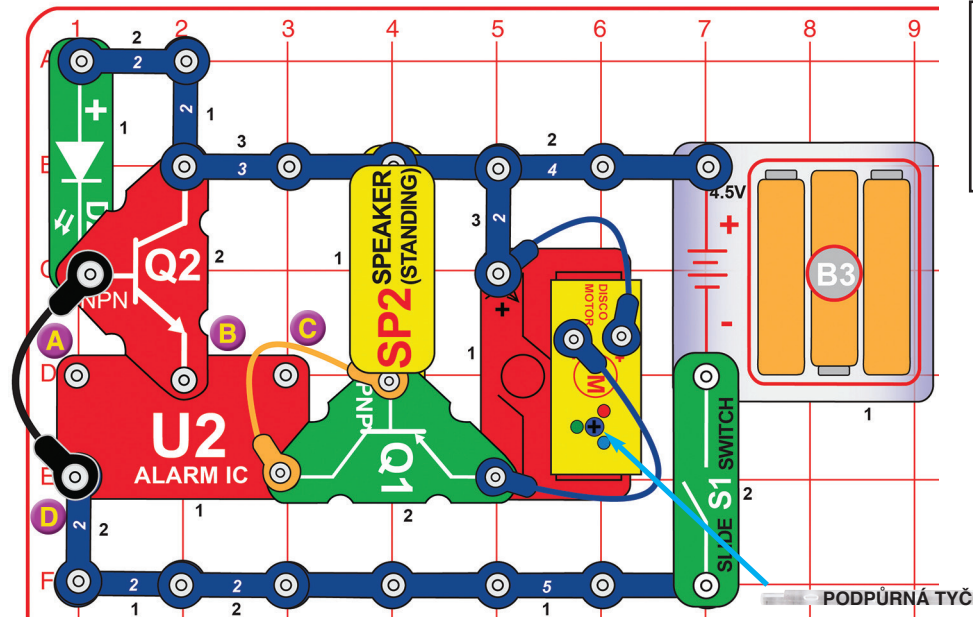 1 2 3 4 5 6 7 8 9
2
A 2
+ 1 2 1
3 2
B 3 4
4.5V
D
SPEAKER
(STANDING)
SP2
1
3 2
+
-
B3
C
NPN
Q2
2
DISCO
MOTOR
+
M
1
A B C
D
U2
ALARM IC
1
PNP
Q1
2
SLIDE SWITCH
S1
2
1
E
D
2 2
F
2 2 5
1 2 1
PODPŮRNÁ TYČ